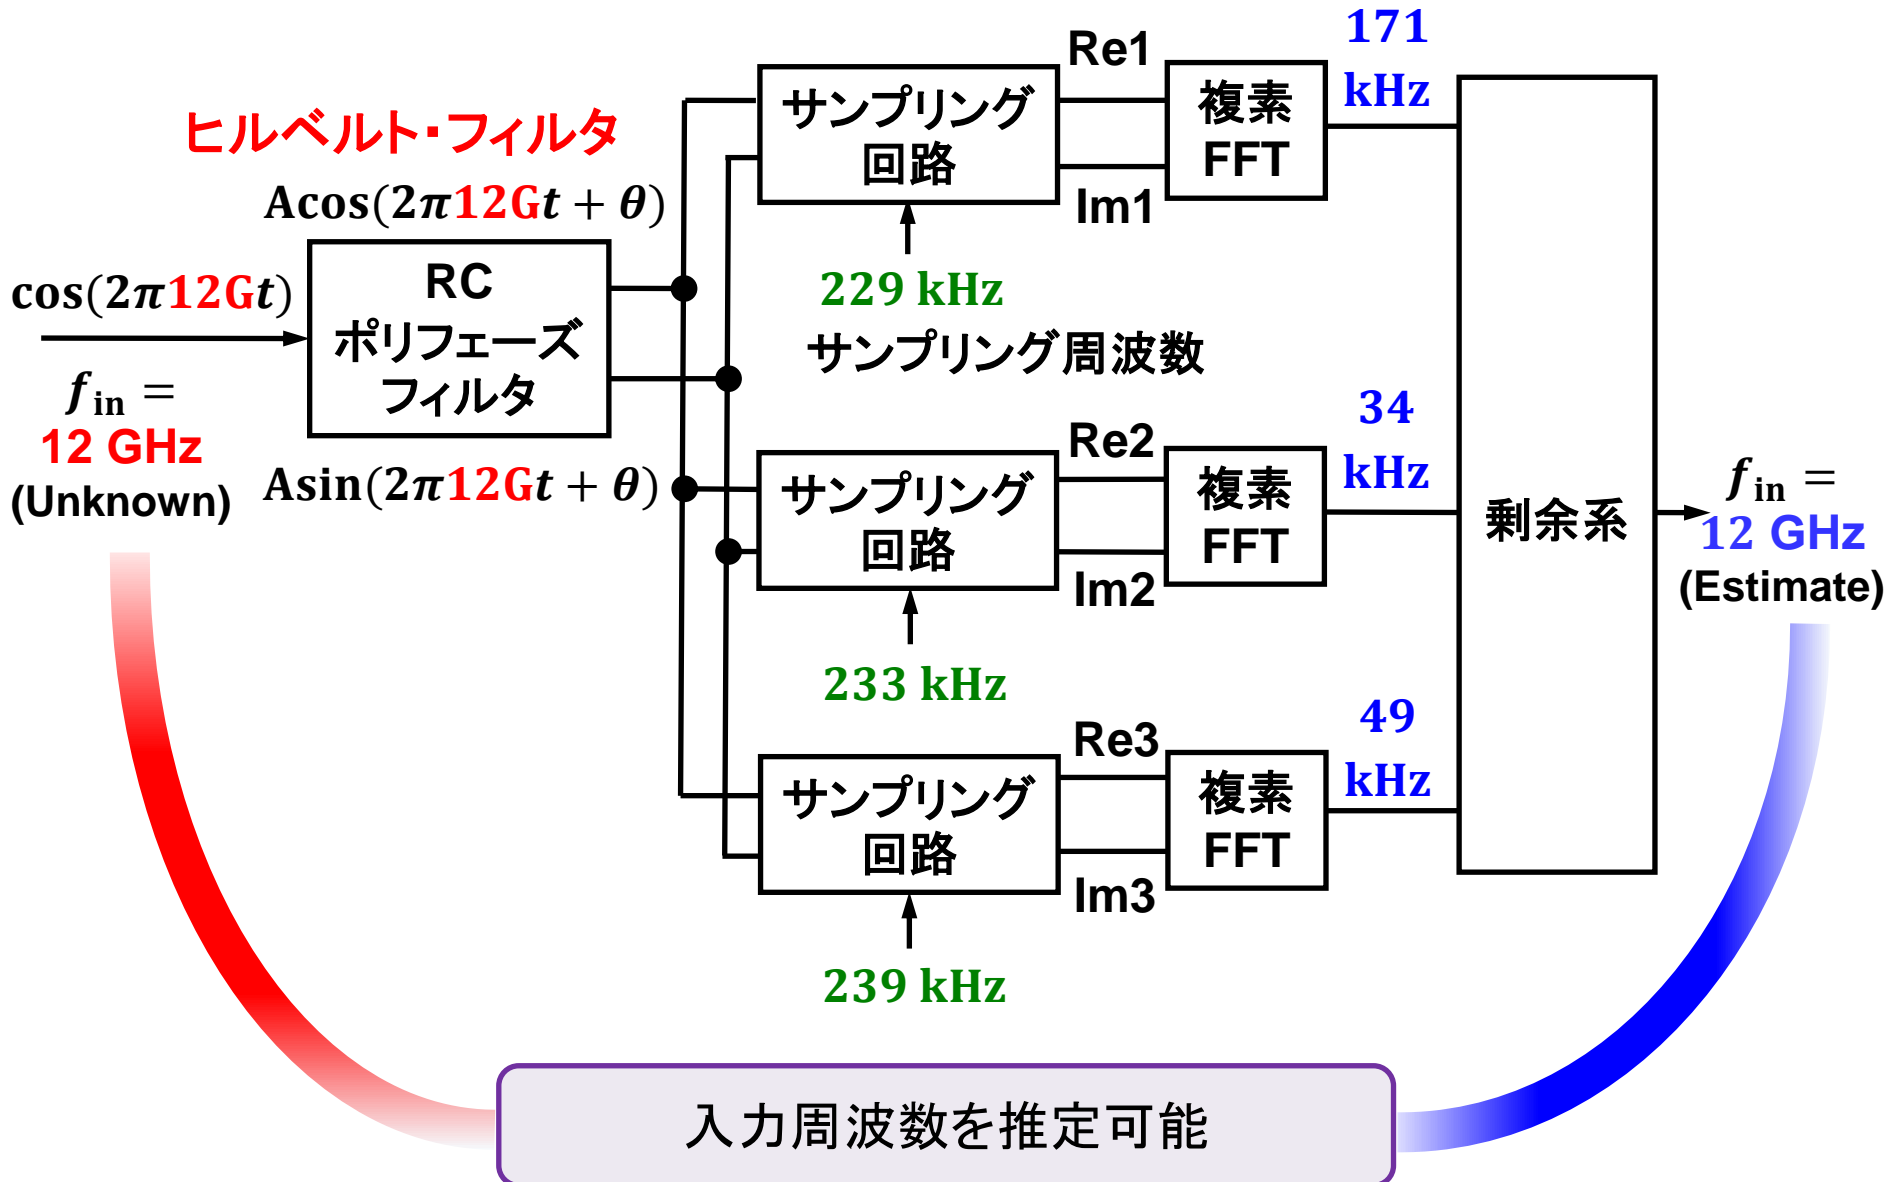 ヒルベルト・フィルタ
Acos(2π12Gt + θ)
cos(2π12Gt)
f_in =
12 GHz
(Unknown)
RC
ポリフェーズ
フィルタ
Asin(2π12Gt + θ)
サンプリング
回路
229 kHz
サンプリング周波数
Re1
Im1
複素
FFT
171
kHz
サンプリング
回路
233 kHz
Re2
Im2
複素
FFT
34
kHz
サンプリング
回路
239 kHz
Re3
Im3
複素
FFT
49
kHz
剰余系
f_in =
12 GHz
(Estimate)
入力周波数を推定可能